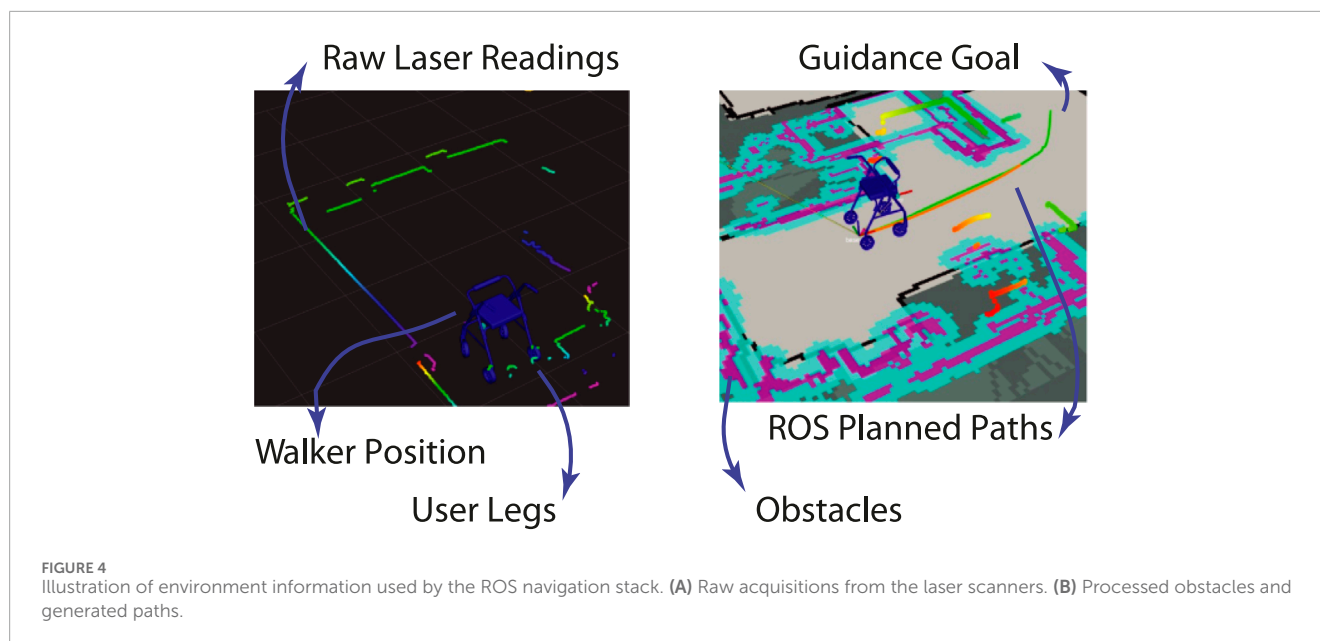 Raw Laser Readings
Guidance Goal
Walker Position
ROS Planned Paths
User Legs
Obstacles
FIGURE 4
Illustration of environment information used by the ROS navigation stack. (A) Raw acquisitions from the laser scanners. (B) Processed obstacles and
generated paths.